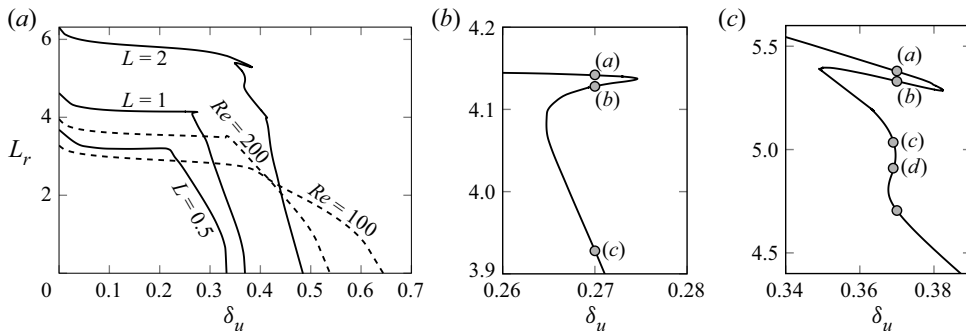 (a)
6
4
2
0
L_r
L = 2
L = 1
L = 0.5
Re = 200
Re = 100
0.1
0.2
0.3
0.4
0.5
0.6
0.7
δ_u
(b)
4.2
4.1
4.0
3.9
(a)
(b)
(c)
0.26
0.27
0.28
δ_u
(c)
5.5
5.0
4.5
(a)
(b)
(c)
(d)
0.34
0.36
0.38
δ_u